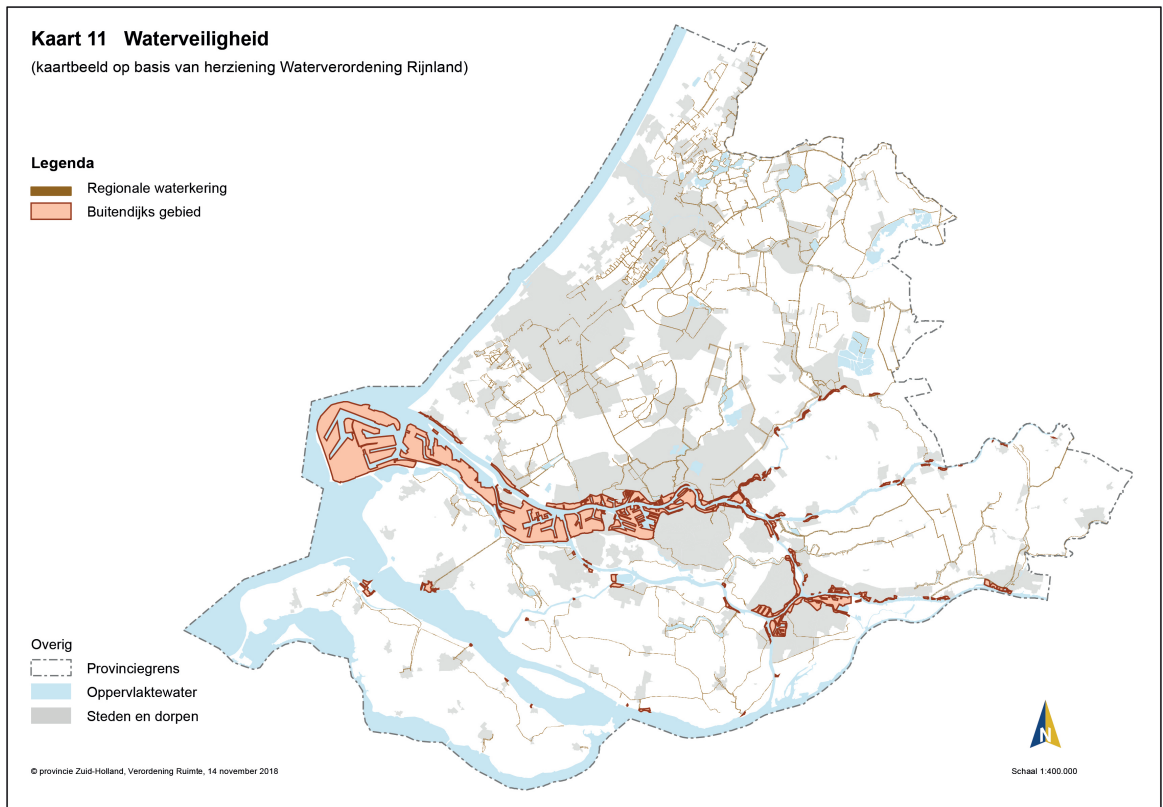 Kaart 11 Waterveiligheid
(kaartbeeld op basis van herziening Waterverordening Rijnland)
Legenda
Regionale waterkering
Buitendijks gebied
Overig
Provinciegrens
Oppervlaktewater
Steden en dorpen
© provincie Zuid-Holland, Verordening Ruimte, 14 november 2018
N
Schaal 1:400.000